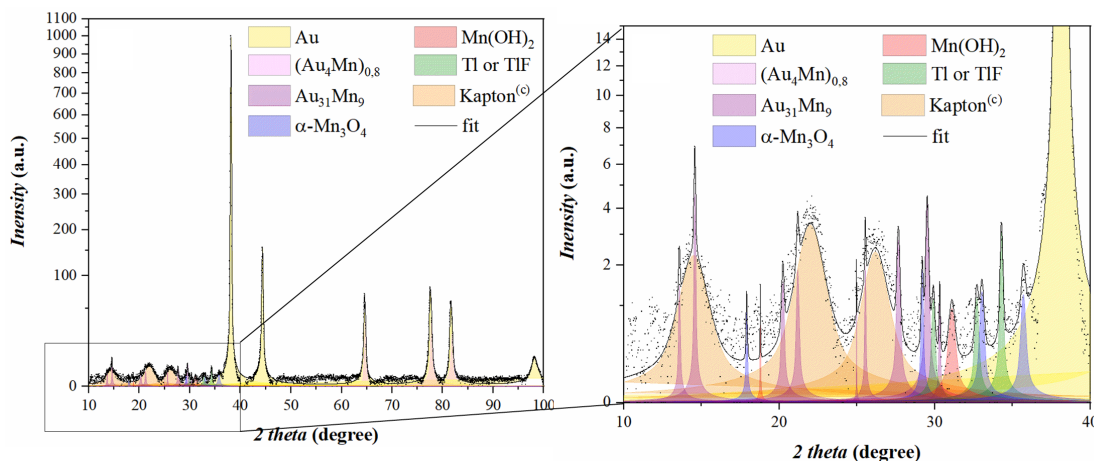 1100
1000
900
800
700
600
500
400
300
200
100
0
Inensity (a.u.)
10 20 30 40 50 60 70 80 90 100
2 theta (degree)
Au
(Au4Mn)0,8
Au31Mn9
α-Mn3O4
Mn(OH)2
Tl or TlF
Kapton(c)
fit
14
12
10
8
6
4
2
0
Inensity (a.u.)
10 20 30 40
2 theta (degree)
Au
(Au4Mn)0,8
Au31Mn9
α-Mn3O4
Mn(OH)2
Tl or TlF
Kapton(c)
fit